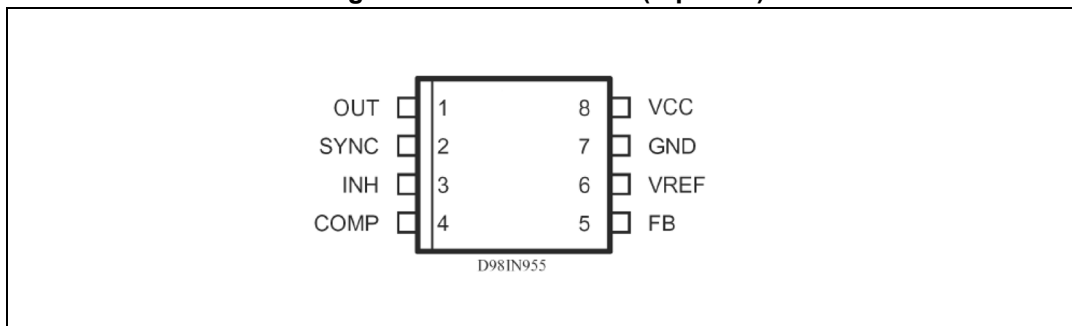 OUT 1 8 VCC
SYNC 2 7 GND
INH 3 6 VREF
COMP 4 5 FB
D98IN955